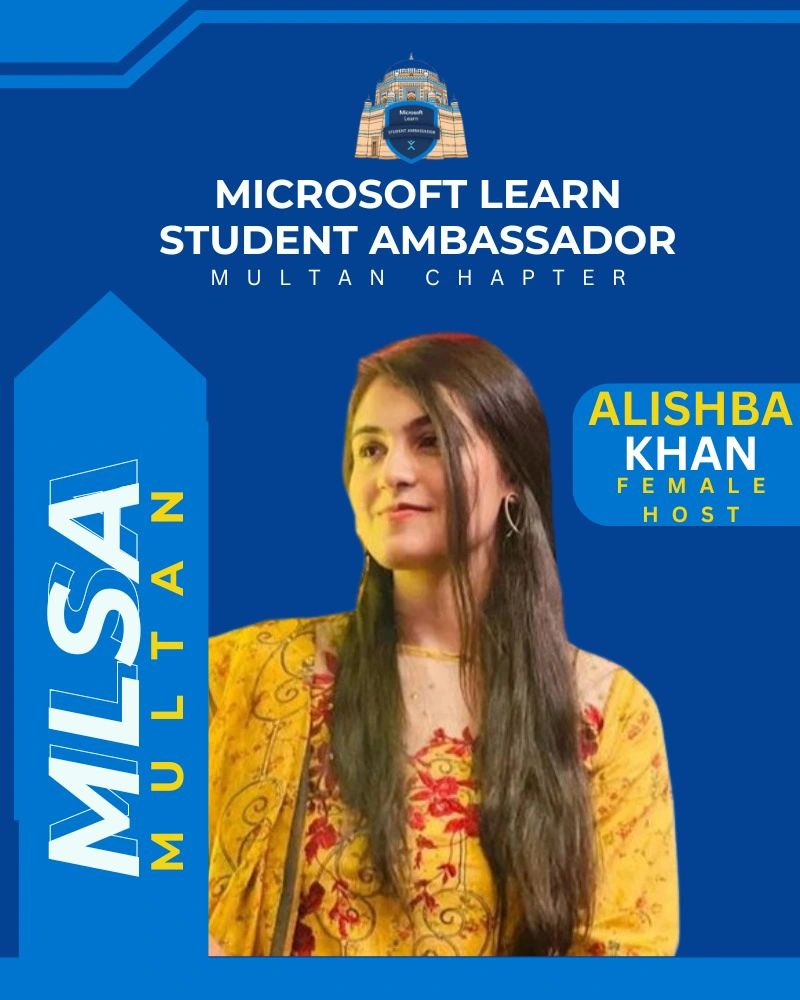 Microsoft
Learn
STUDENT AMBASSADOR
MICROSOFT LEARN
STUDENT AMBASSADOR
MULTAN CHAPTER
ALISHBA
KHAN
FEMALE
HOST
MLSA
MULTAN